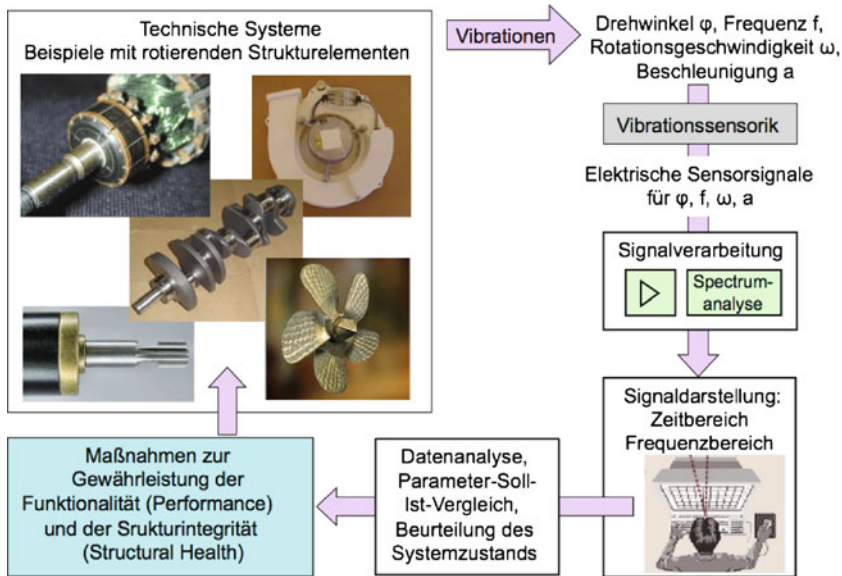 Technische Systeme
Beispiele mit rotierenden Strukturelementen
Vibrationen
Drehwinkel φ, Frequenz f,
Rotationsgeschwindigkeit ω,
Beschleunigung a
Vibrationssensorik
Elektrische Sensorsignale
für φ, f, ω, a
Signalverarbeitung
Spectrum-
analyse
Signaldarstellung:
Zeitbereich
Frequenzbereich
Datenanalyse,
Parameter-Soll-
Ist-Vergleich,
Beurteilung des
Systemzustands
Maßnahmen zur
Gewährleistung der
Funktionalität (Performance)
und der Srukturintegrität
(Structural Health)